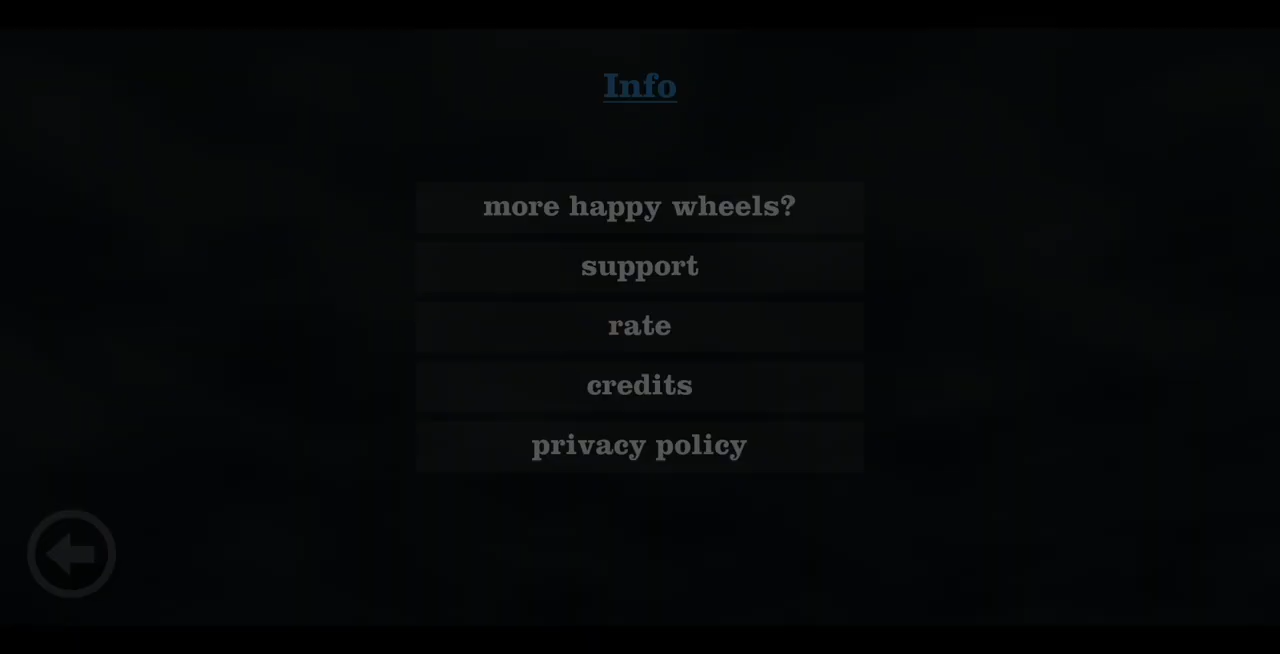 Info
more happy wheels?
support
rate
credits
privacy policy